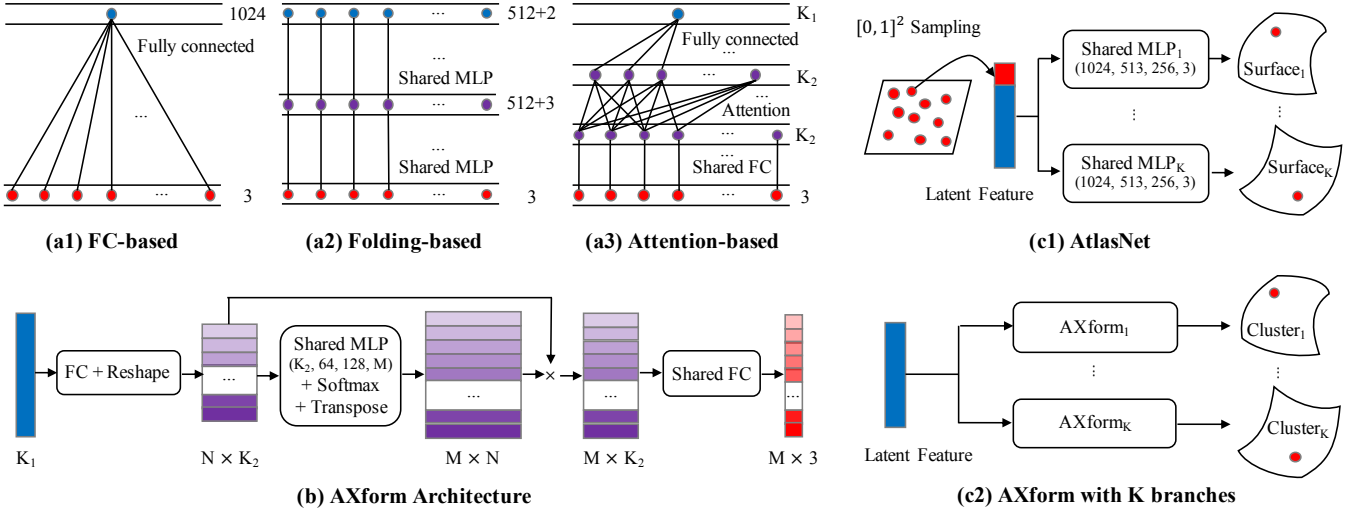 1024
Fully connected
...
...
3
(a1) FC-based
...
512+2
...
Shared MLP
...
512+3
...
Shared MLP
...
3
(a2) Folding-based
K₁
Fully connected
...
...
K₂
...
Attention
...
K₂
...
Shared FC
...
3
(a3) Attention-based
[0,1]² Sampling
Latent Feature
Shared MLP₁
(1024, 513, 256, 3)
Surface₁
...
...
Shared MLP_K
(1024, 513, 256, 3)
Surface_K
(c1) AtlasNet
K₁
FC + Reshape
...
N × K₂
Shared MLP
(K₂, 64, 128, M)
+ Softmax
+ Transpose
...
M × N
×
...
M × K₂
Shared FC
...
M × 3
(b) AXform Architecture
Latent Feature
AXform₁
Cluster₁
...
...
AXform_K
Cluster_K
(c2) AXform with K branches